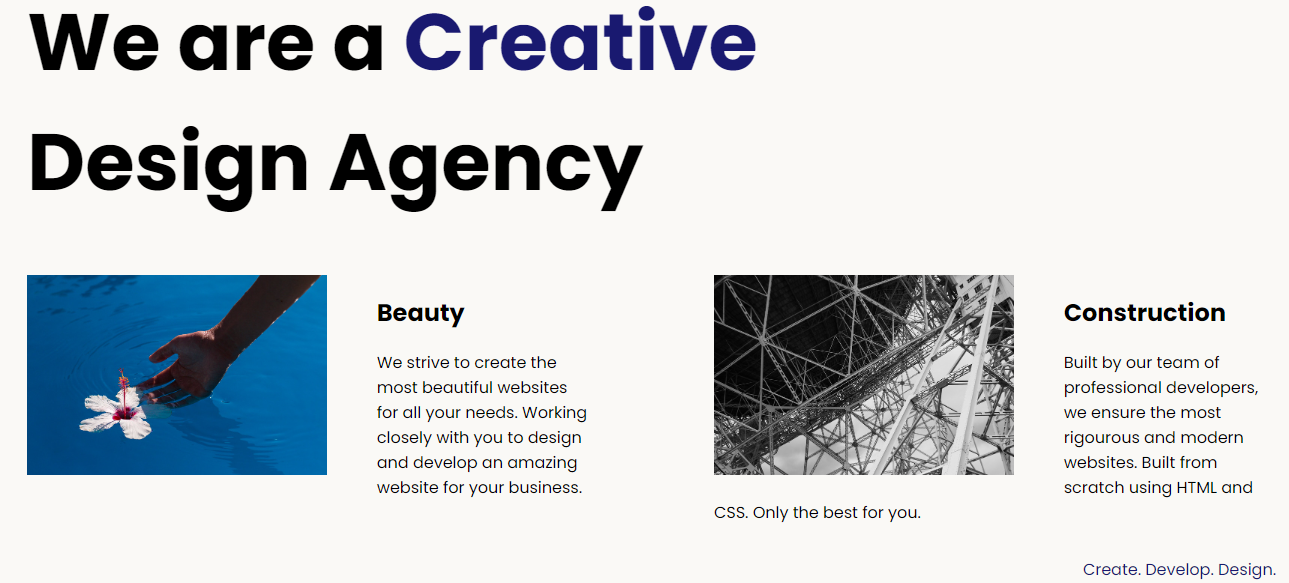 We are a Creative
Design Agency
Beauty
We strive to create the
most beautiful websites
for all your needs. Working
closely with you to design
and develop an amazing
website for your business.
Construction
Built by our team of
professional developers,
we ensure the most
rigourous and modern
websites. Built from
scratch using HTML and
CSS. Only the best for you.
Create. Develop. Design.